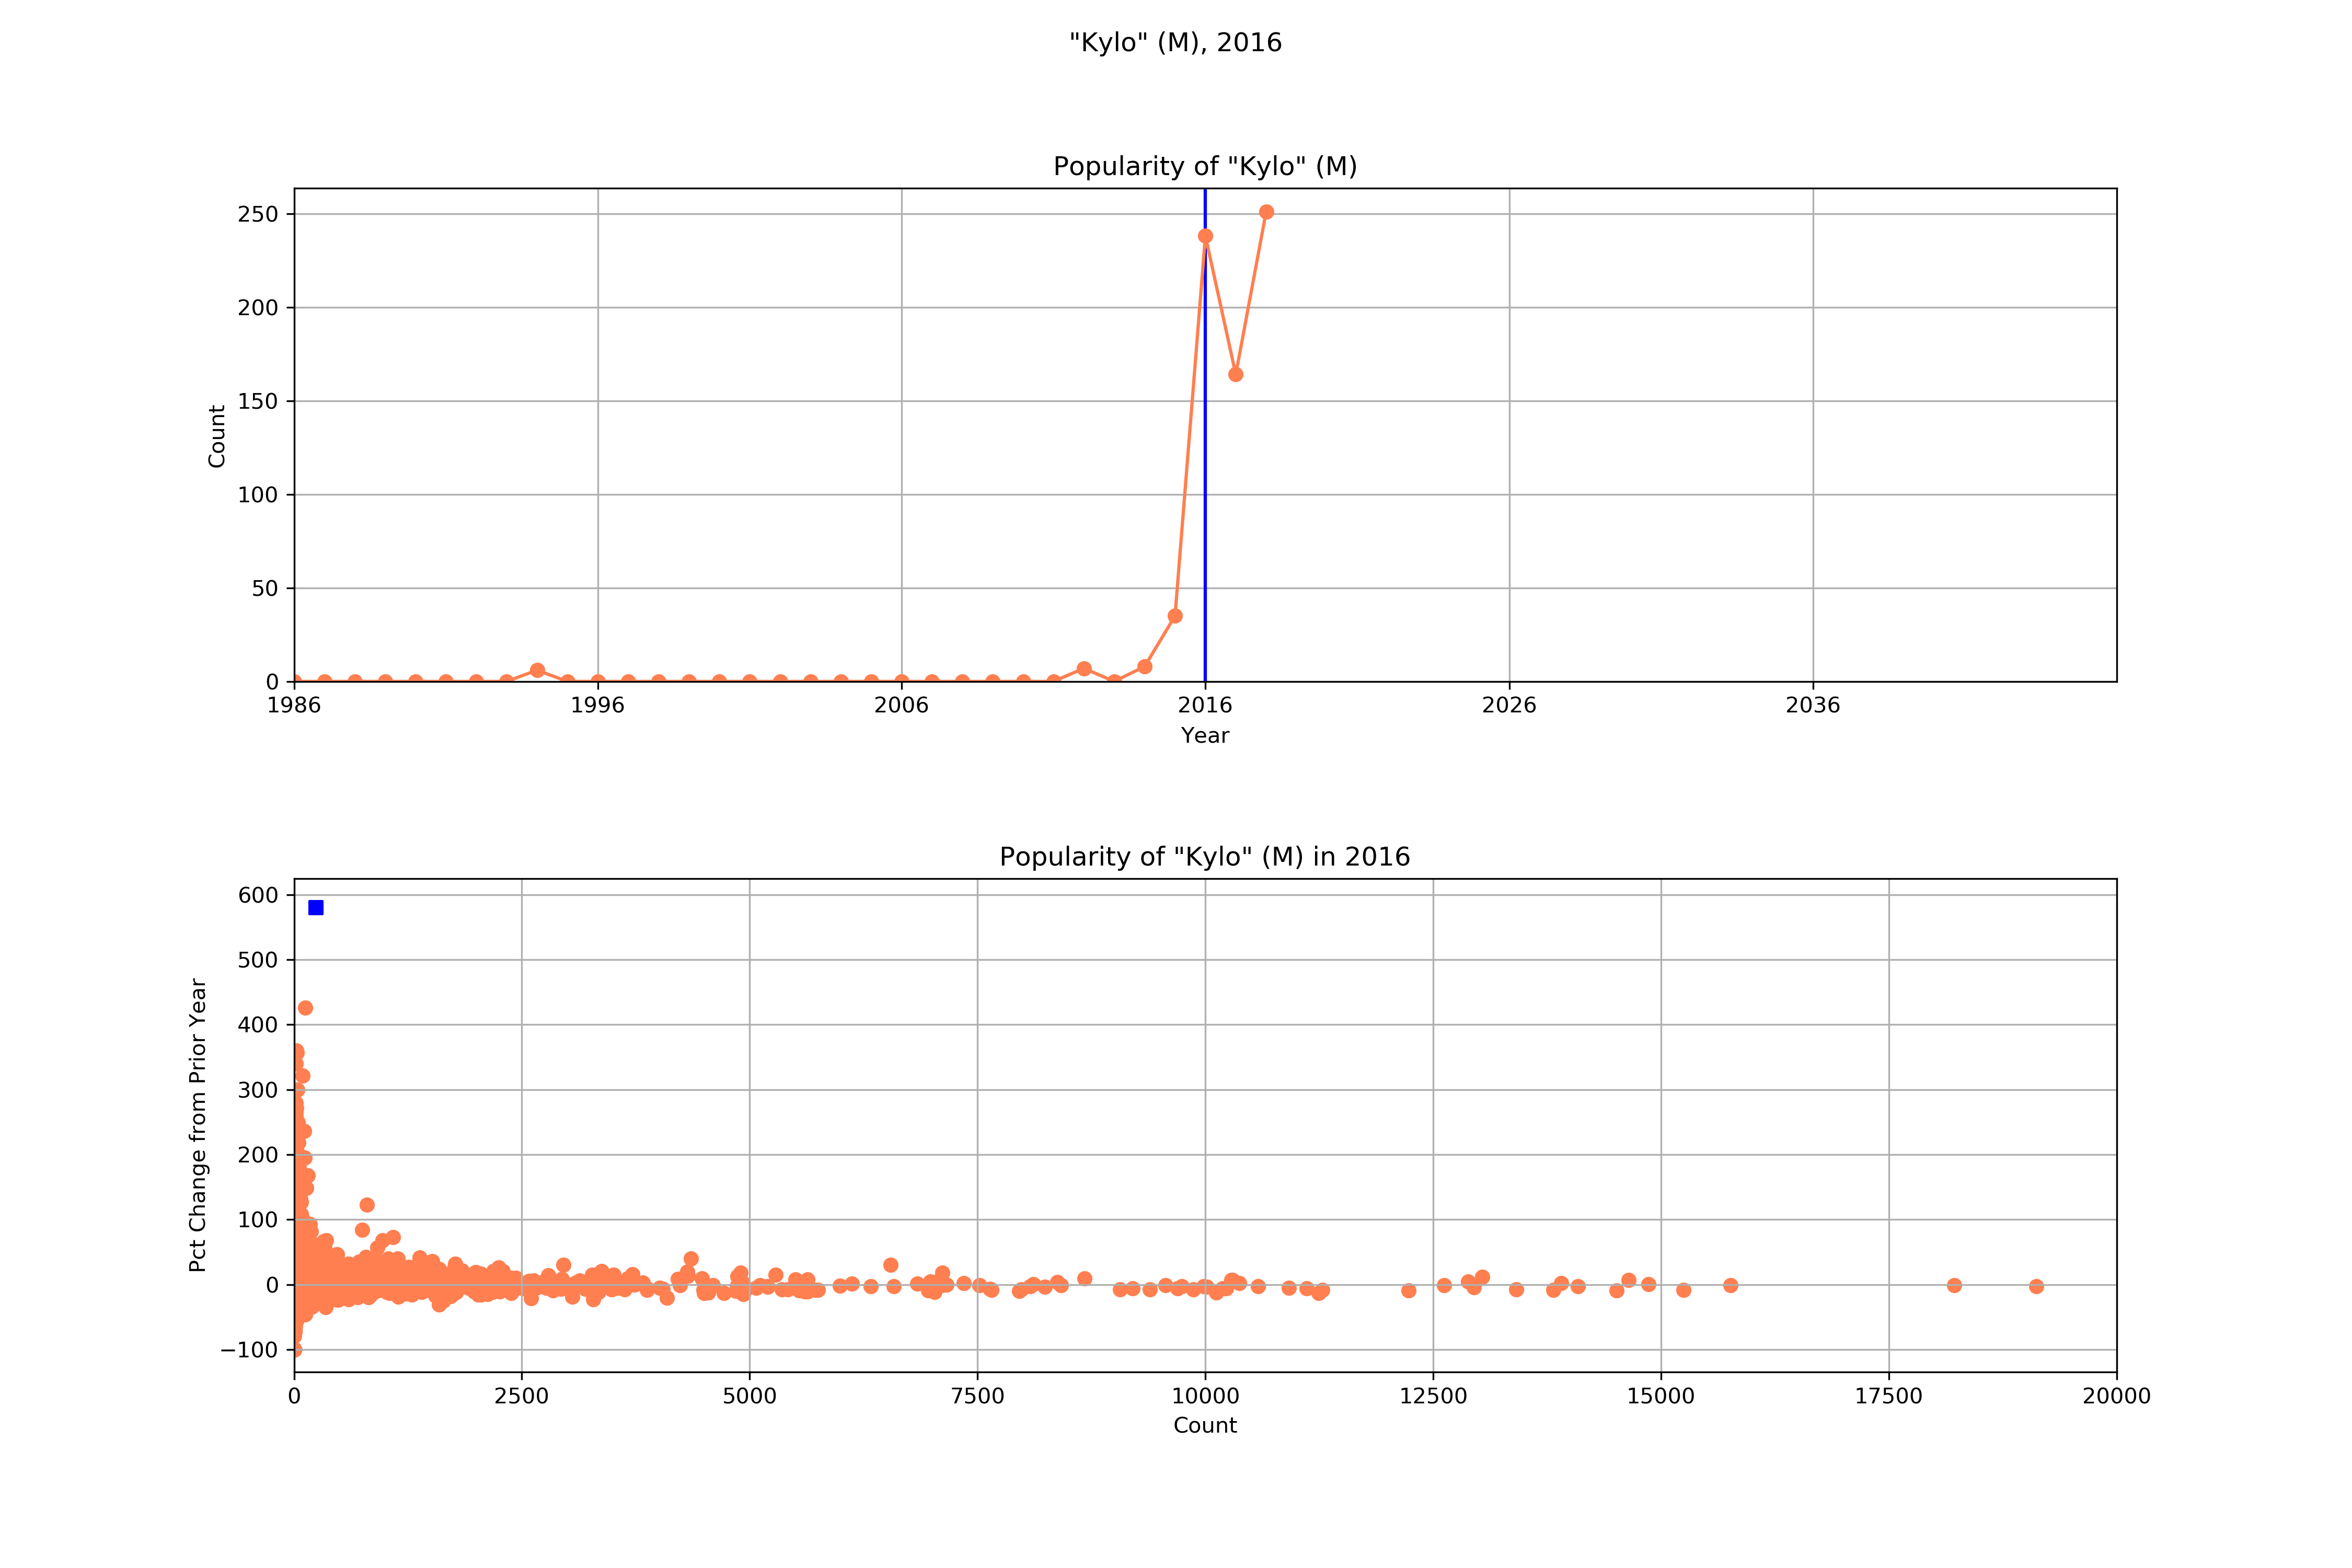 "Kylo" (M), 2016
Popularity of "Kylo" (M)
250
200
150
100
50
0
Count
1986 1996 2006 2016 2026 2036
Year
Popularity of "Kylo" (M) in 2016
600
500
400
300
200
100
0
−100
Pct Change from Prior Year
0 2500 5000 7500 10000 12500 15000 17500 20000
Count